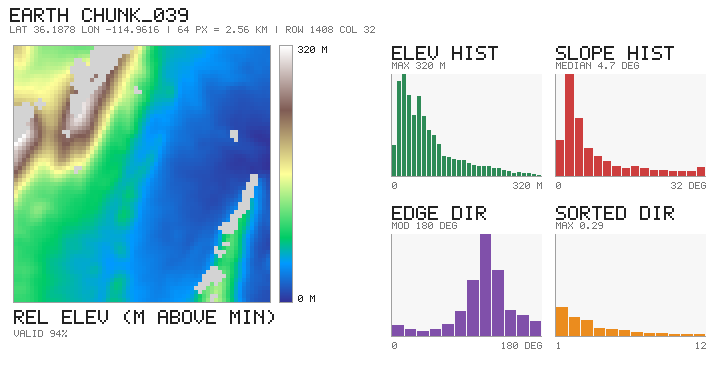 EARTH CHUNK_039
LAT 36.1878 LON -114.9616 | 64 PX = 2.56 KM | ROW 1408 COL 32
320 M
0 M
REL ELEV (M ABOVE MIN)
VALID 94%
ELEV HIST
MAX 320 M
0 320 M
SLOPE HIST
MEDIAN 4.7 DEG
0 32 DEG
EDGE DIR
MOD 180 DEG
0 180 DEG
SORTED DIR
MAX 0.29
1 12